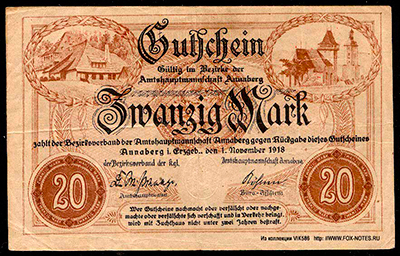 Gutschein
Gültig im Bezirke der
Amtshauptmannschaft Annaberg
Zwanzig Mark
zahlt der Bezirksverband der Amtshauptmannschaft Annaberg gegen Rückgabe dieses Gutscheines
Annaberg i. Erzgeb., den 1. November 1918
der Bezirksverband der Kgl. Amtshauptmannschaft Annaberg
20 20
Wer Gutscheine nachmacht oder verfälscht oder nachge-
machte oder verfälschte sich verschafft und in Verkehr bringt,
wird mit Zuchthaus nicht unter zwei Jahren bestraft.
Из коллекции VIK586 http://WWW.FOX-NOTES.RU